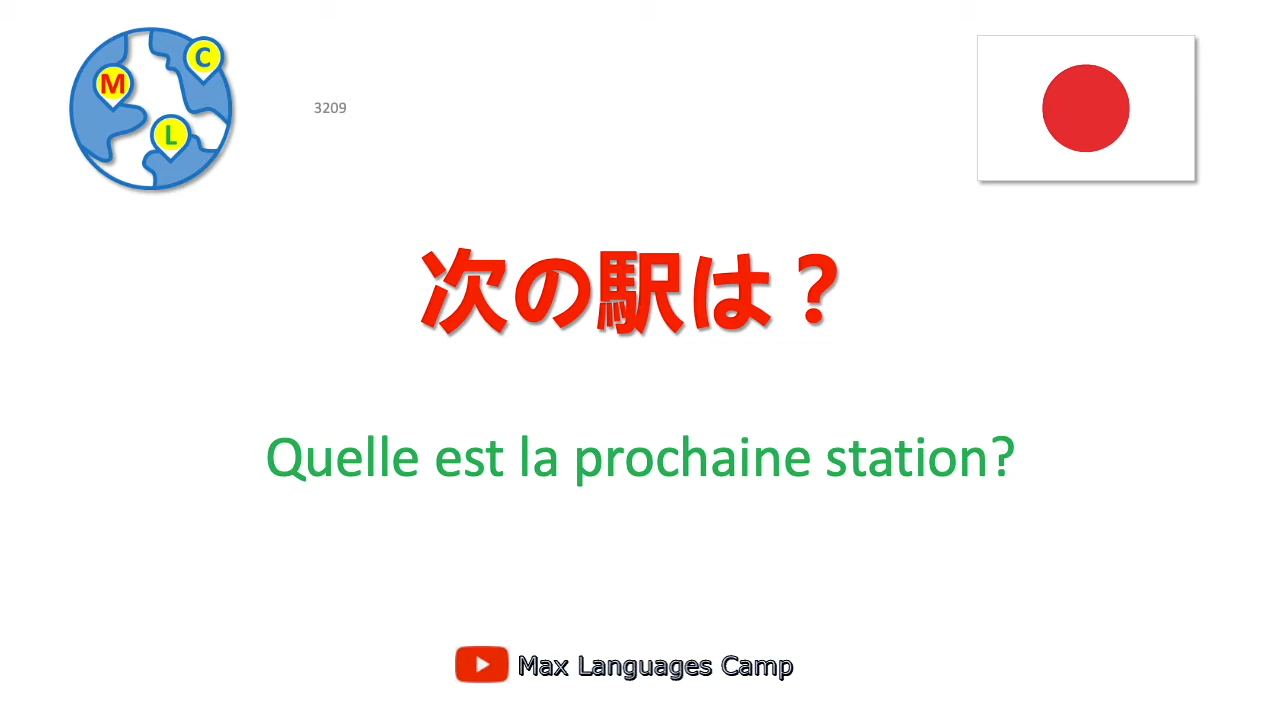 M
C
L
3209
次の駅は？
Quelle est la prochaine station?
Max Languages Camp